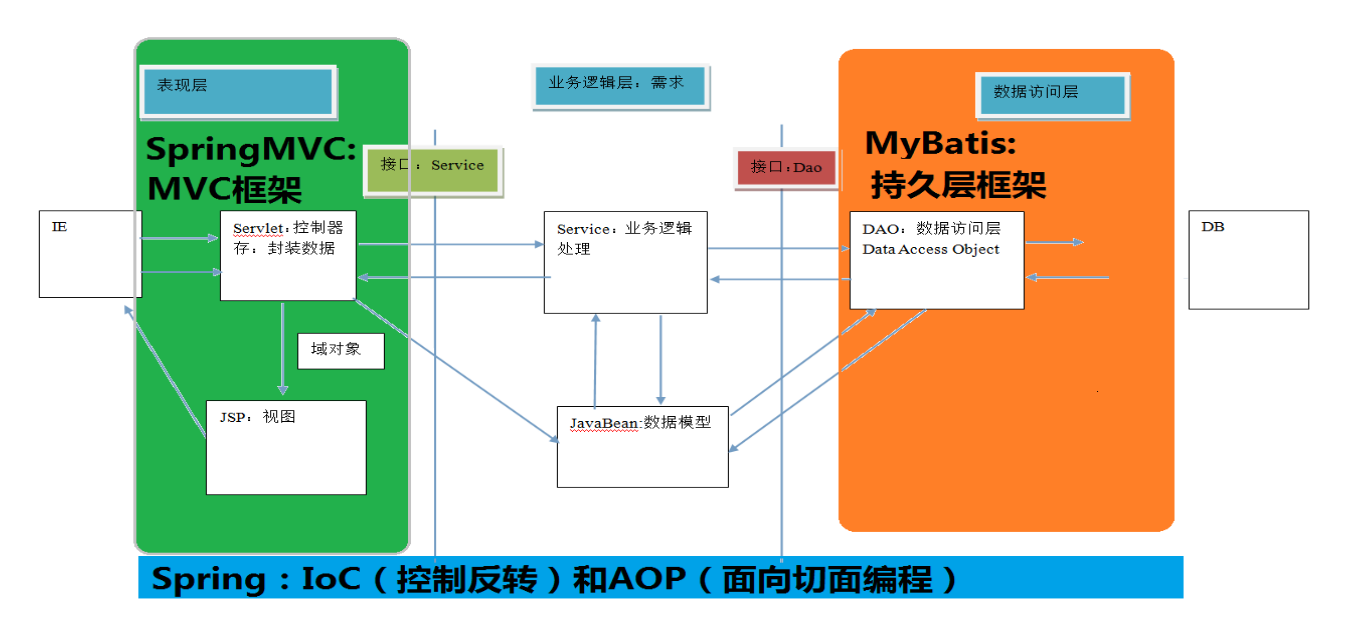 表现层
业务逻辑层：需求
数据访问层
SpringMVC:
MVC框架
接口：Service
接口:Dao
MyBatis:
持久层框架
IE
Servlet:控制器
存：封装数据
Service：业务逻辑
处理
DAO：数据访问层
Data Access Object
DB
域对象
JSP：视图
JavaBean:数据模型
Spring：IoC（控制反转）和AOP（面向切面编程）